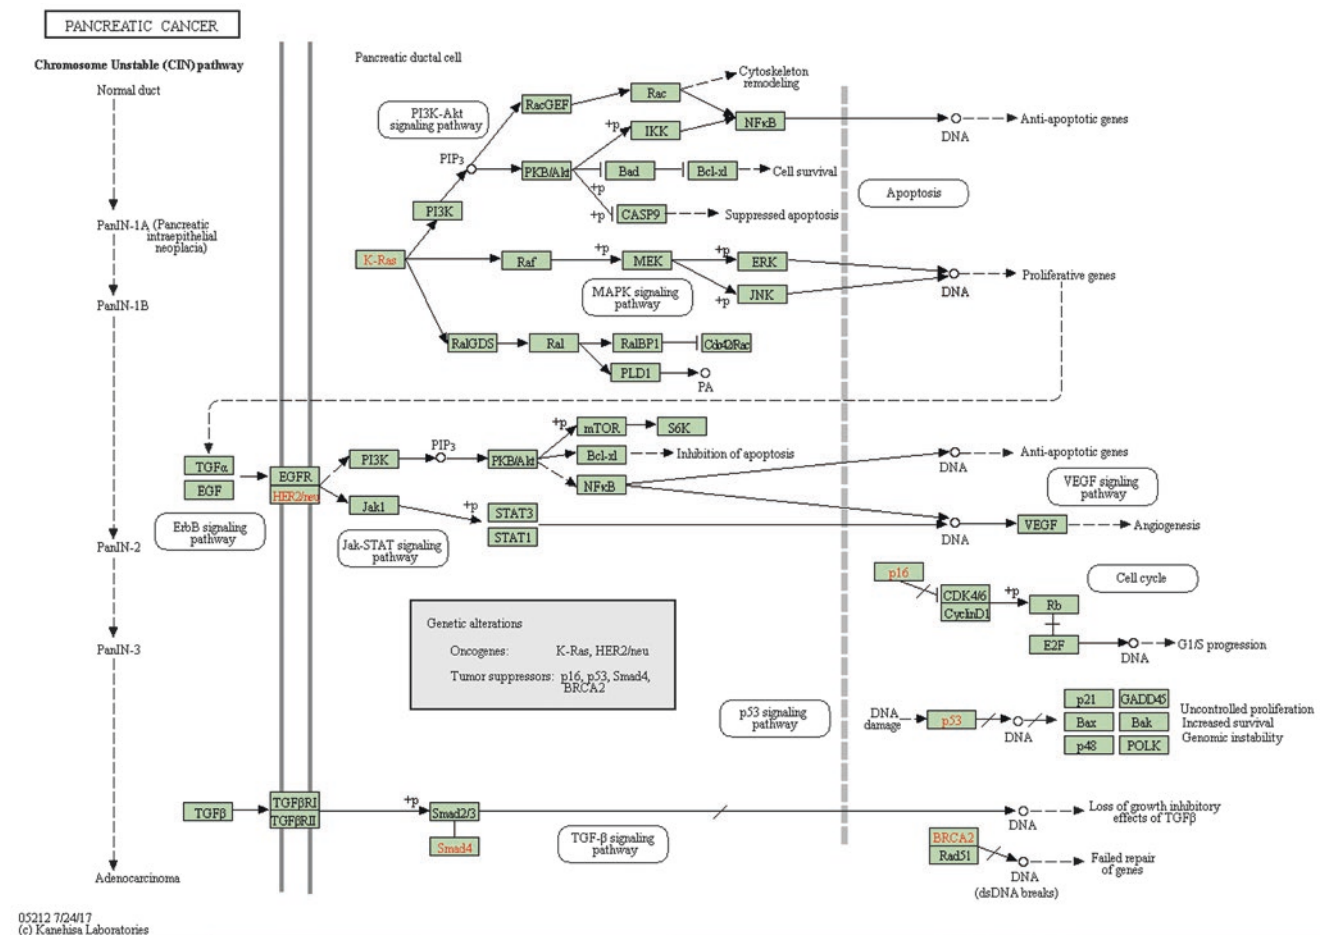 PANCREATIC CANCER
Chromosome Unstable (CIN) pathway
Normal duct
PanIN-1A (Pancreatic
intraepithelial
neoplacia)
PanIN-1B
PanIN-2
PanIN-3
Adenocarcinoma
Pancreatic ductal cell
PI3K-Akt
signaling pathway
RacGEF
Rac
Cytoskeleton
remodeling
+p
IKK
NFκB
DNA
Anti-apoptotic genes
PIP3
PKB/Akt
Bad
Bcl-xl
Cell survival
+p
Apoptosis
PI3K
+p
CASP9
Suppressed apoptosis
K-Ras
Raf
+p
MEK
+p
ERK
DNA
Proliferative genes
MAPK signaling
pathway
+p
JNK
RalGDS
Ral
RalBP1
Cdc42/Rac
PLD1
PA
TGFα
EGF
EGFR
HER2/neu
ErbB signaling
pathway
PI3K
PIP3
PKB/Akt
+p
mTOR
S6K
Bcl-xl
Inhibition of apoptosis
NFκB
DNA
Anti-apoptotic genes
VEGF signling
pathway
Jak1
+p
STAT3
STAT1
Jak-STAT signaling
pathway
DNA
VEGF
Angiogenesis
p16
CDK4/6
CyclinD1
+p
Rb
E2F
Cell cycle
DNA
G1/S progression
Genetic alterations
Oncogenes: K-Ras, HER2/neu
Tumor suppressors: p16, p53, Smad4,
BRCA2
p53 signaling
pathway
DNA
damage
p53
DNA
p21
GADD45
Bax
Bak
p48
POLK
Uncontrolled proliferation
Increased survival
Genomic instability
TGFβ
TGFβRI
TGFβRII
+p
Smad2/3
Smad4
TGF-β signaling
pathway
DNA
Loss of growth inhibitory
effects of TGFβ
BRCA2
Rad51
DNA
(dsDNA breaks)
Failed repair
of genes
05212 7/24/17
(c) Kanehisa Laboratories